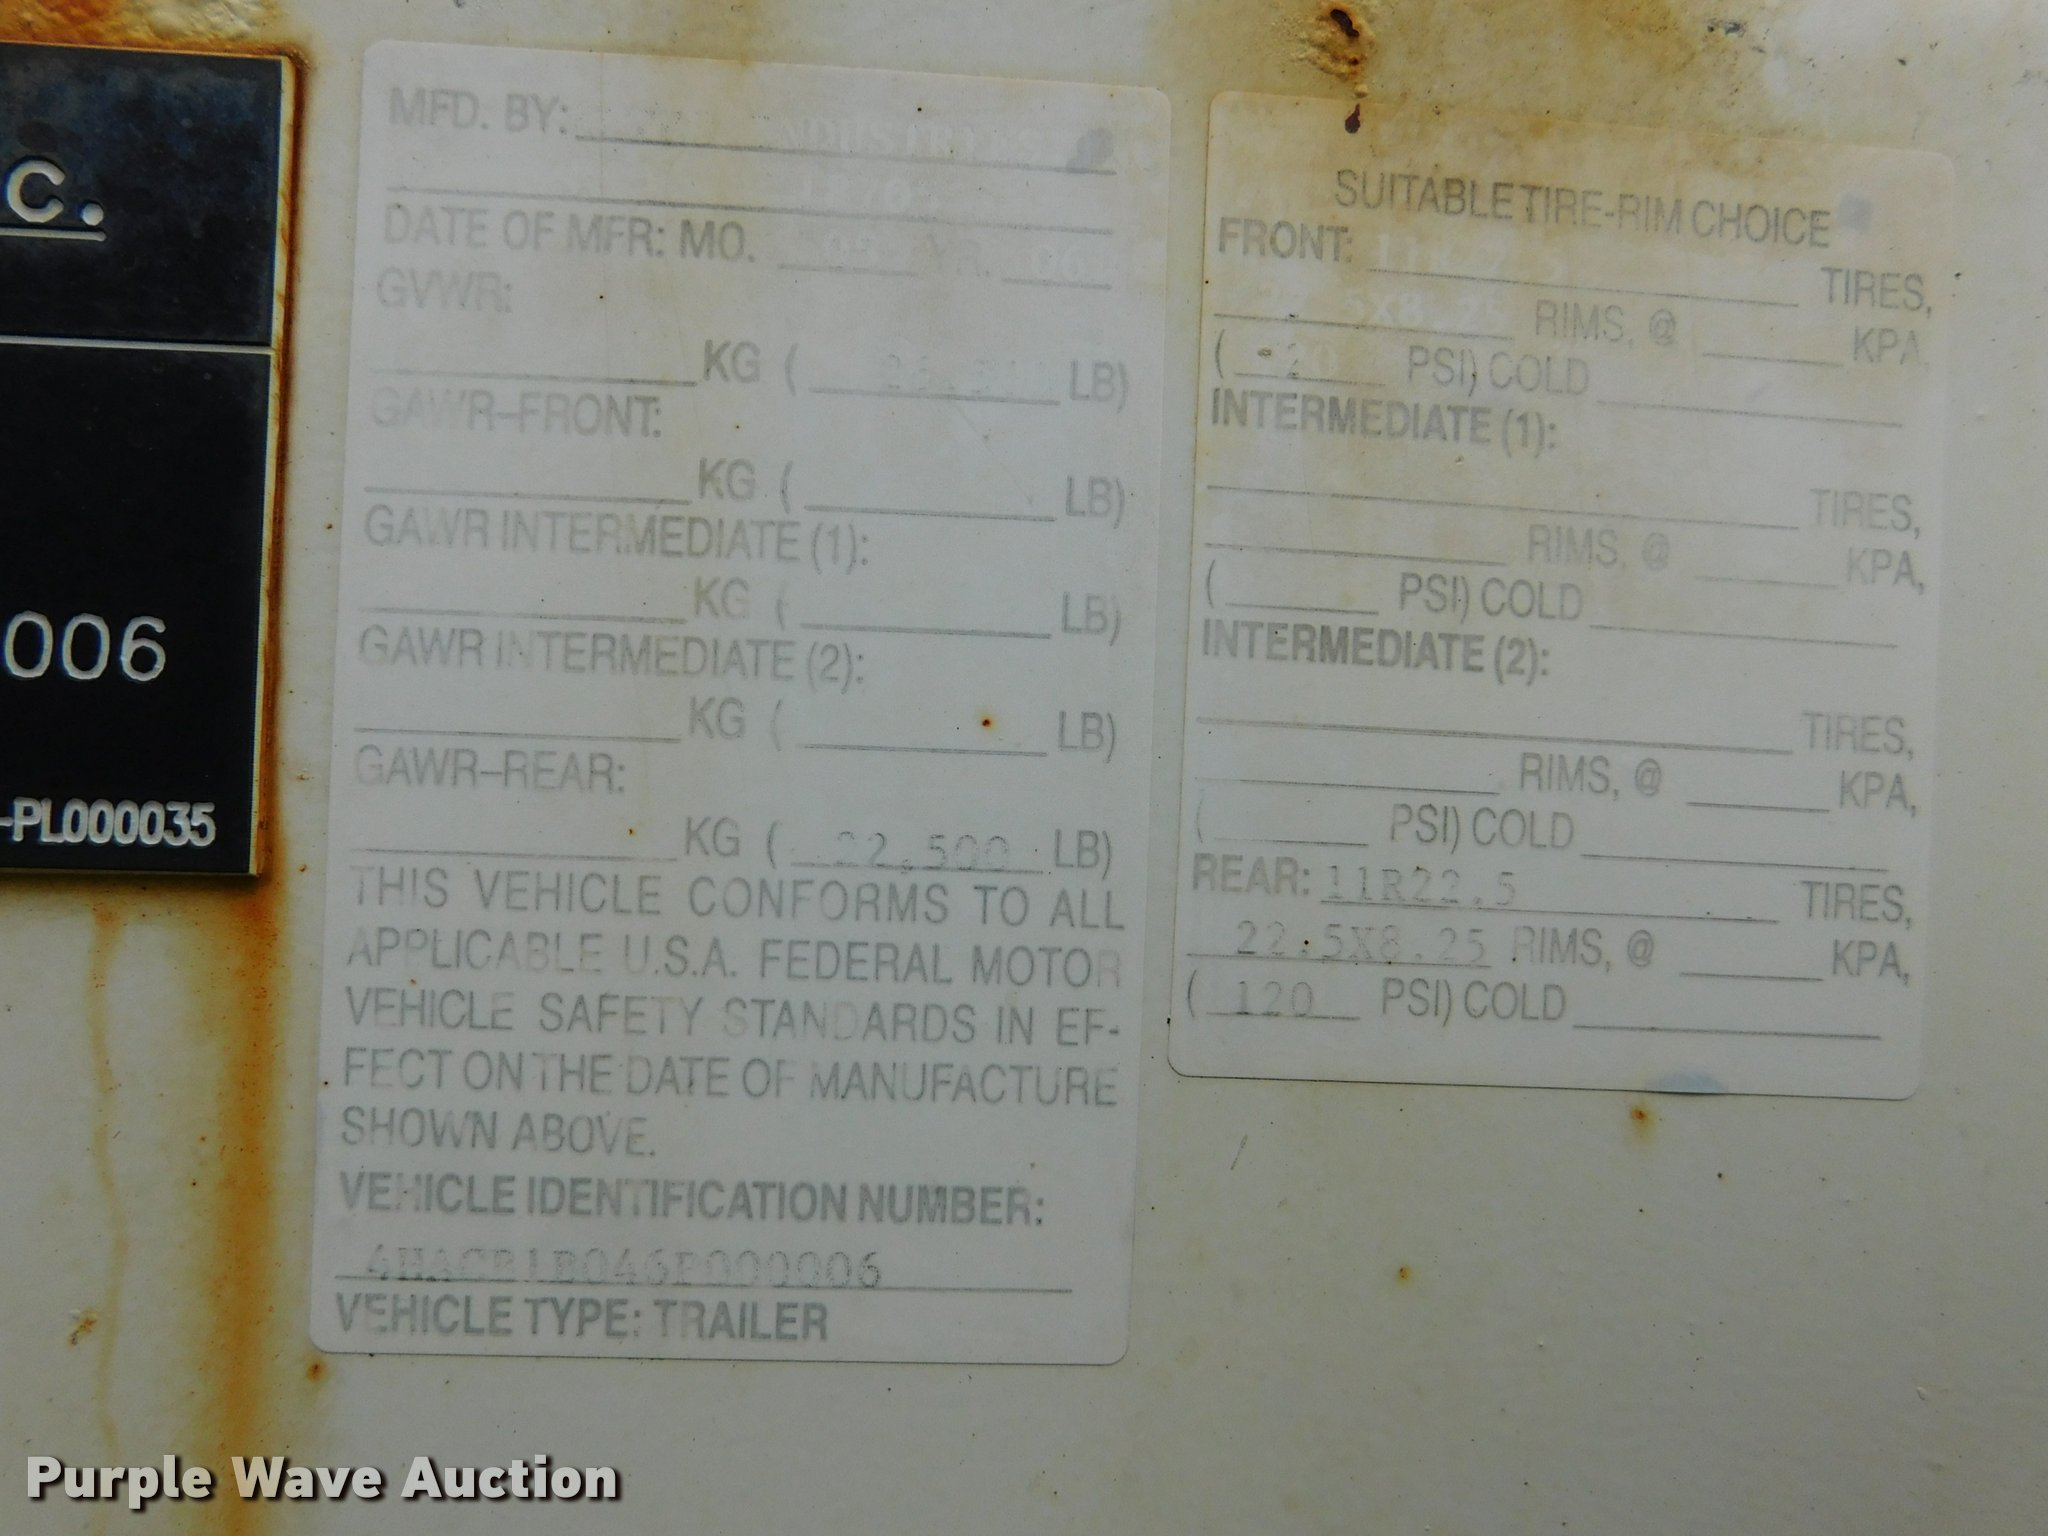 C.
006
-PL000035
MFD. BY:
DATE OF MFR: MO.
GVWR:
KG ( LB)
GAWR-FRONT:
KG ( LB)
GAWR INTERMEDIATE (1):
KG ( LB)
GAWR INTERMEDIATE (2):
KG ( LB)
GAWR-REAR:
KG ( 22,500 LB)
THIS VEHICLE CONFORMS TO ALL
APPLICABLE U.S.A. FEDERAL MOTOR
VEHICLE SAFETY STANDARDS IN EF-
FECT ON THE DATE OF MANUFACTURE
SHOWN ABOVE.
VEHICLE IDENTIFICATION NUMBER:
VEHICLE TYPE: TRAILER
SUITABLE TIRE-RIM CHOICE
FRONT: TIRES,
RIMS, @ KPA
( PSI) COLD
INTERMEDIATE (1):
TIRES,
RIMS, @ KPA,
( PSI) COLD
INTERMEDIATE (2):
TIRES,
RIMS, @ KPA,
( PSI) COLD
REAR: 11R22.5 TIRES,
22.5X8.25 RIMS, @ KPA,
( 120 PSI) COLD
Purple Wave Auction